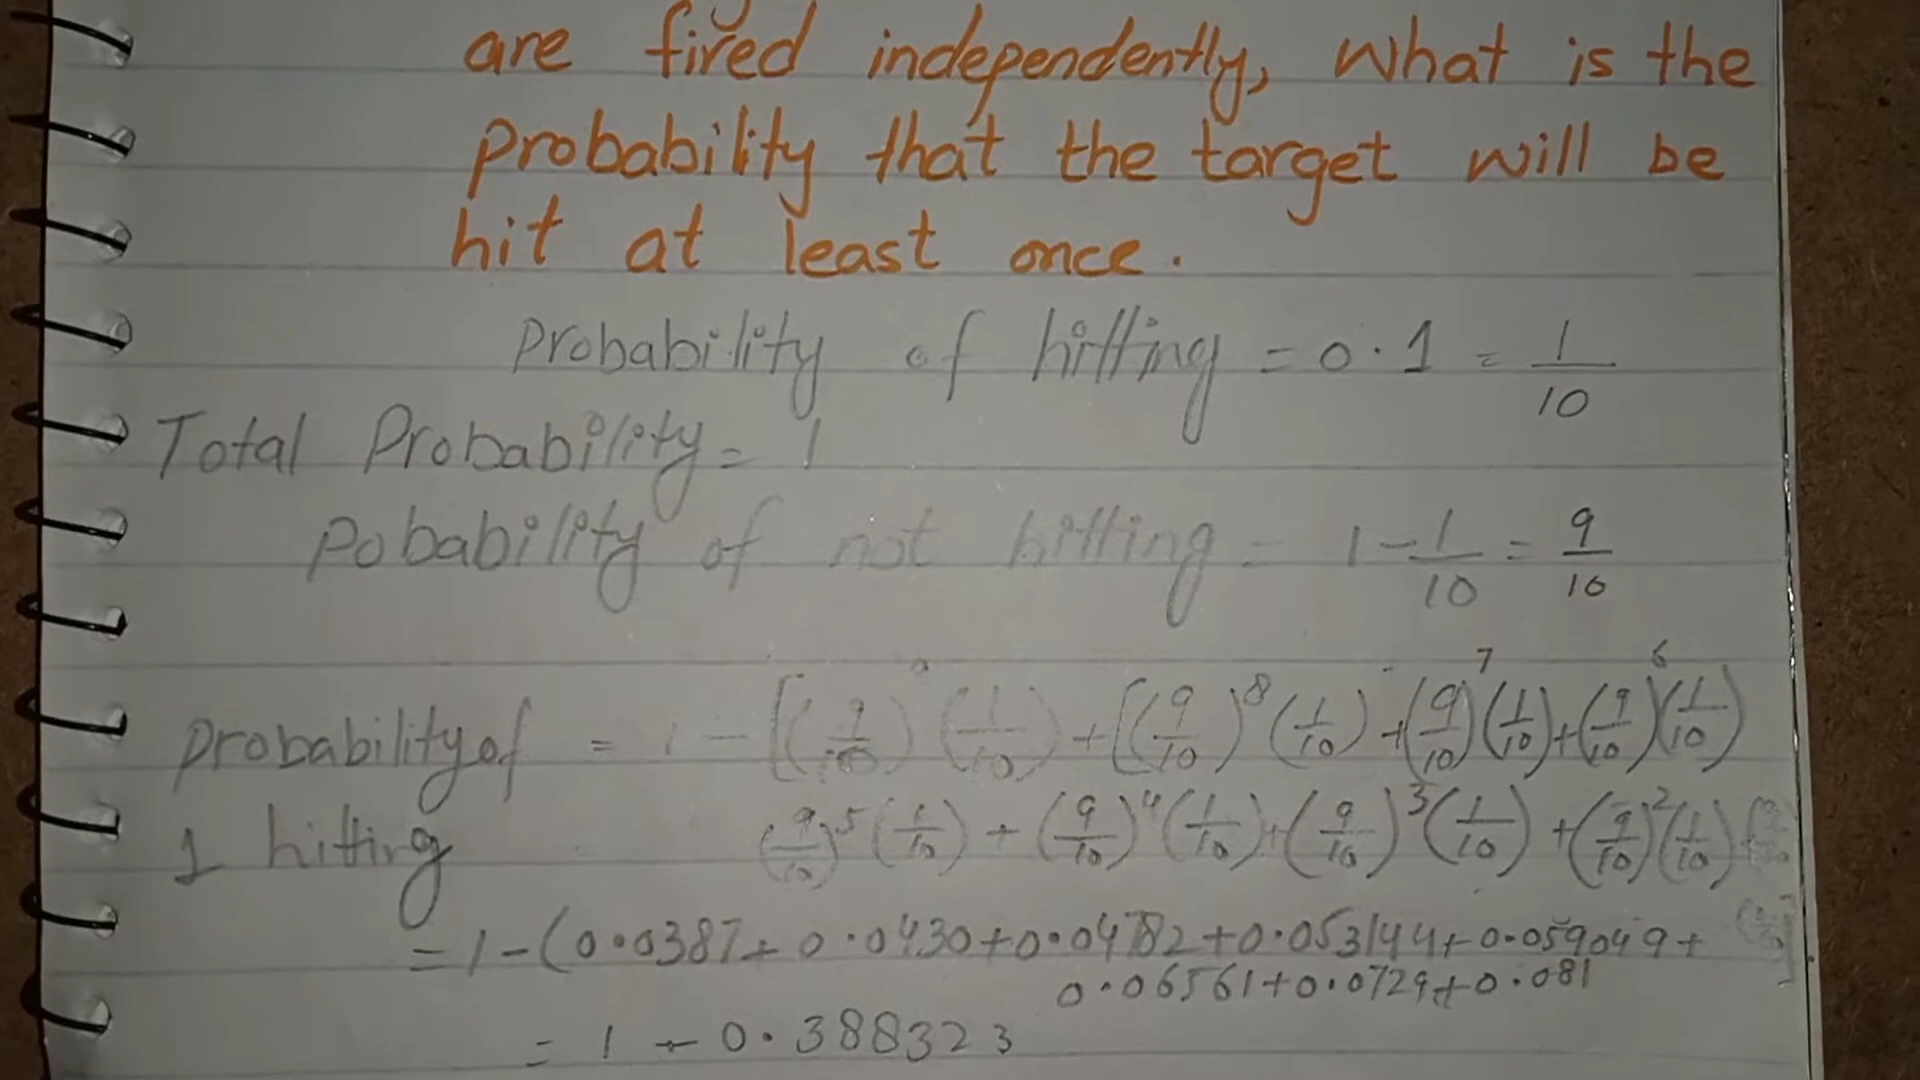 are fired independently, what is the
probability that the target will be
hit at least once.
Probability of hitting = 0.1 = 1/10
Total Probability = 1
Pobability of not hitting = 1 - 1/10 = 9/10
probability of = 1 - [(9/10) (1/10) + [(9/10)^8 (1/10) + (9/10)^7 (1/10) + (9/10)^6 (1/10)
1 hitting (9/10)^5 (1/10) + (9/10)^4 (1/10) + (9/10)^3 (1/10) + (9/10)^2 (1/10)
= 1 - (0.0387 + 0.0430 + 0.04782 + 0.053144 + 0.059049 +
0.06561 + 0.0729 + 0.081
= 1 - 0.388323